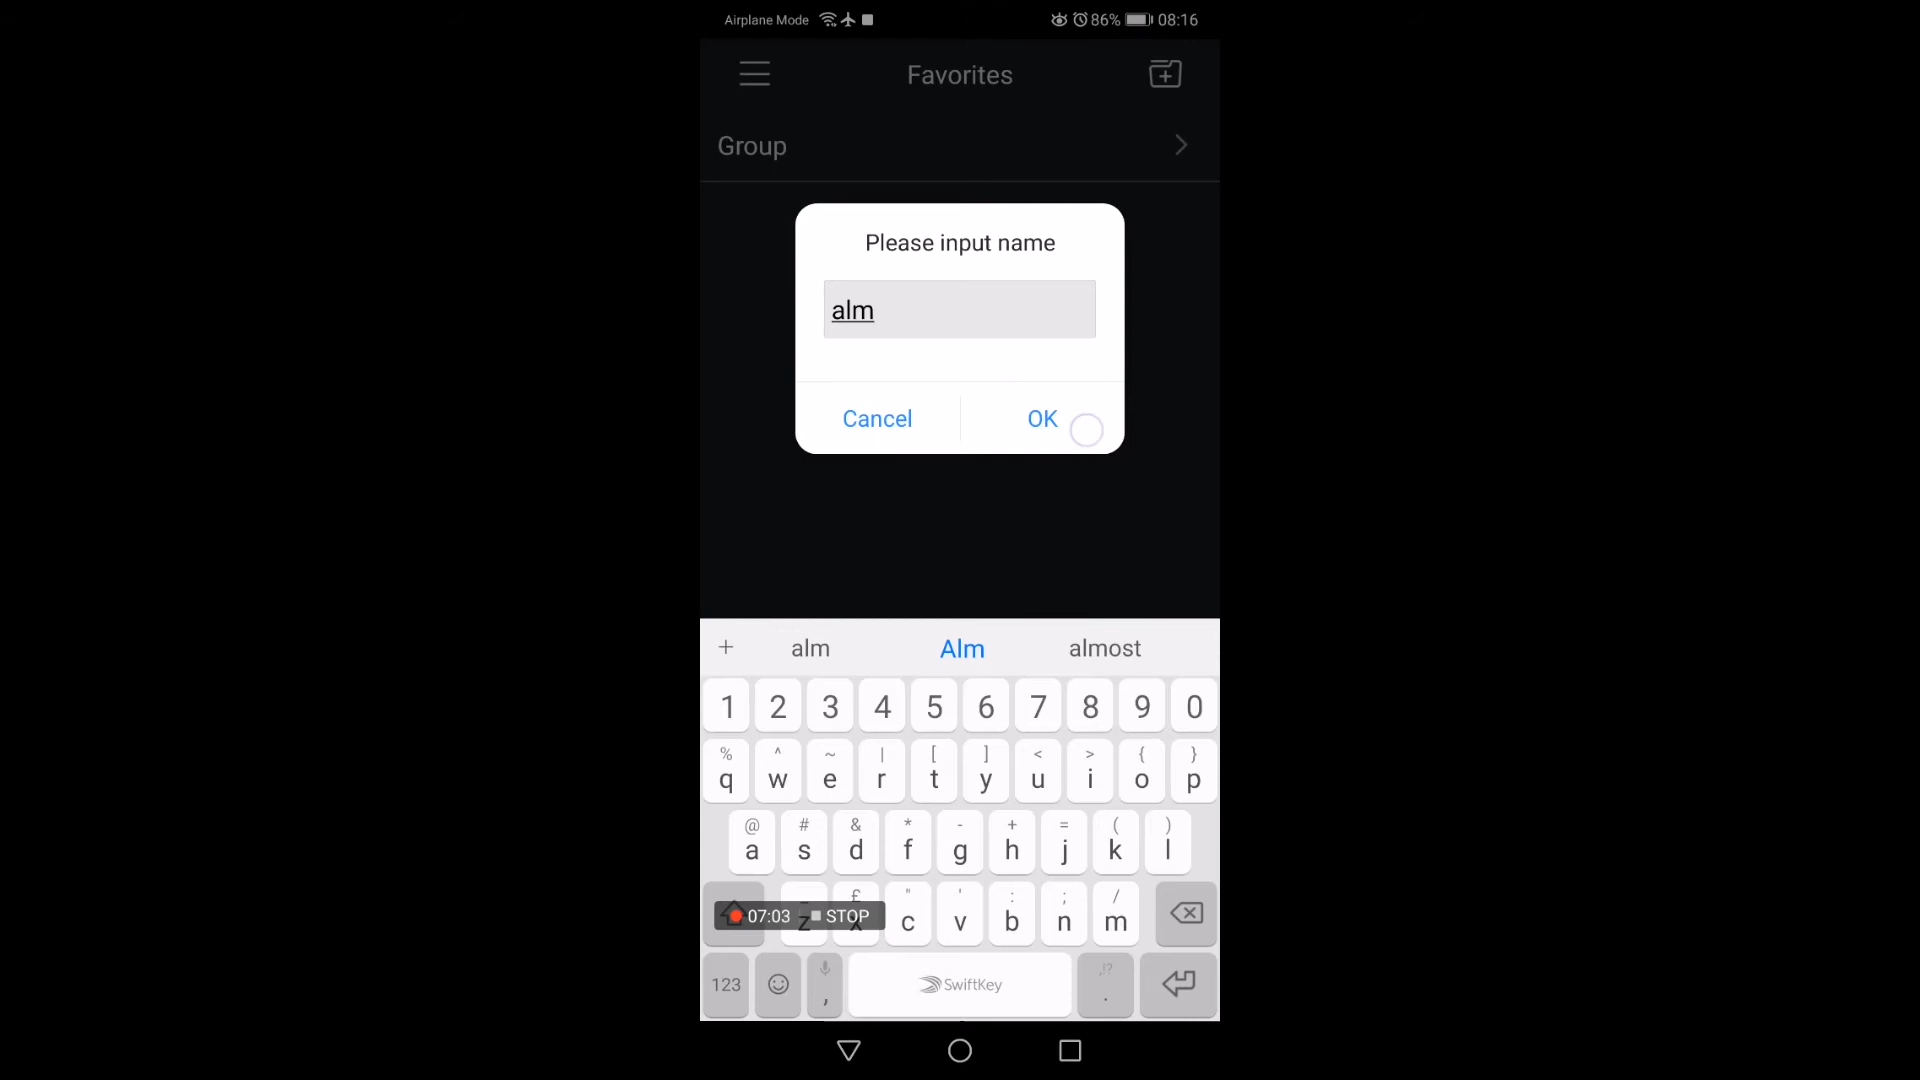 Airplane Mode 86% 08:16
Favorites
Group
Please input name
alm
Cancel OK
+ alm Alm almost
1 2 3 4 5 6 7 8 9 0
% ^ ~ | [ ] < > { }
q w e r t y u i o p
@ # & * - + = ( )
a s d f g h j k l
_ £ " ' : ; /
z x c v b n m
07:03 STOP
,!?
123 , SwiftKey .